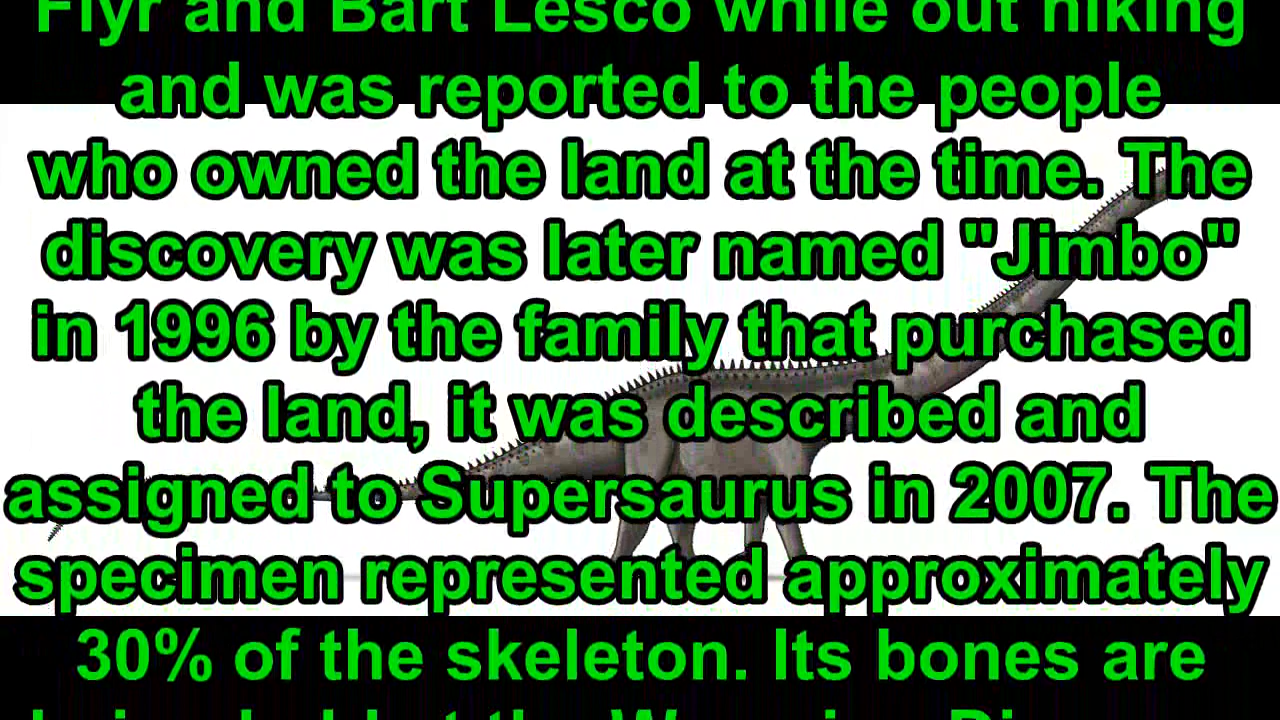 Flyr and Bart Lesco while out hiking
and was reported to the people
who owned the land at the time. The
discovery was later named "Jimbo"
in 1996 by the family that purchased
the land, it was described and
assigned to Supersaurus in 2007. The
specimen represented approximately
30% of the skeleton. Its bones are